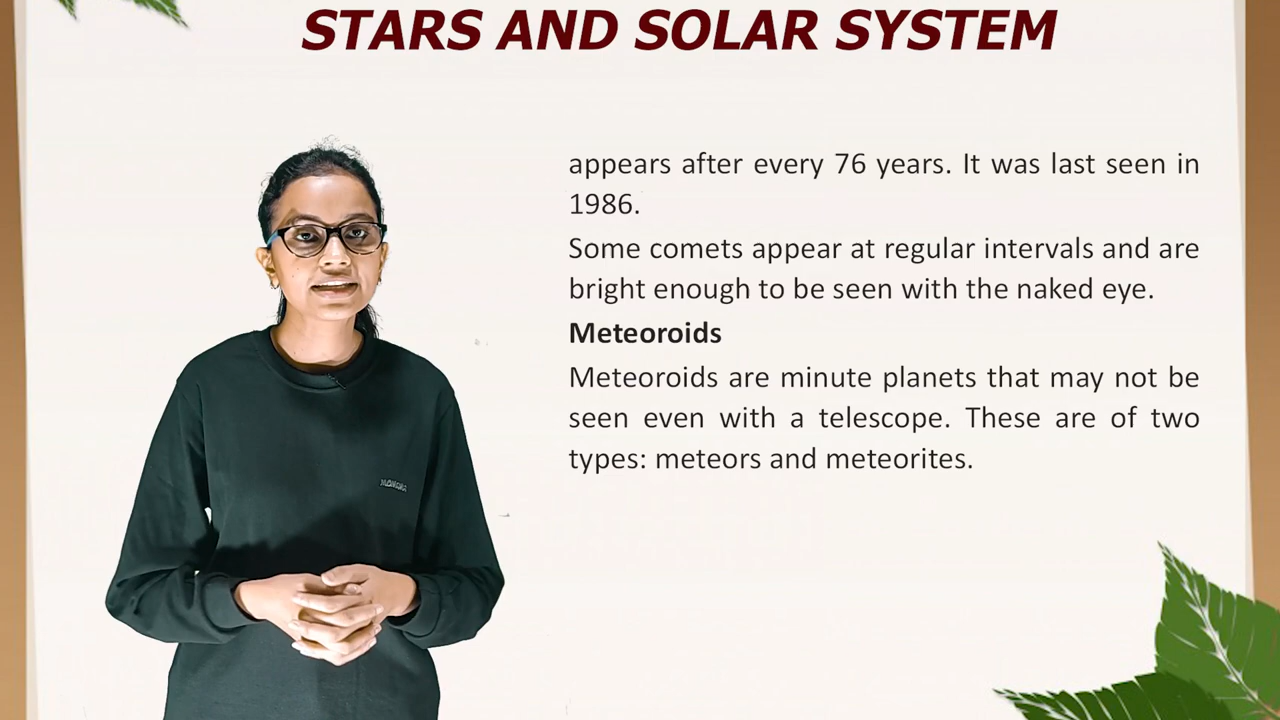 STARS AND SOLAR SYSTEM
appears after every 76 years. It was last seen in
1986.
Some comets appear at regular intervals and are
bright enough to be seen with the naked eye.
Meteoroids
Meteoroids are minute planets that may not be
seen even with a telescope. These are of two
types: meteors and meteorites.